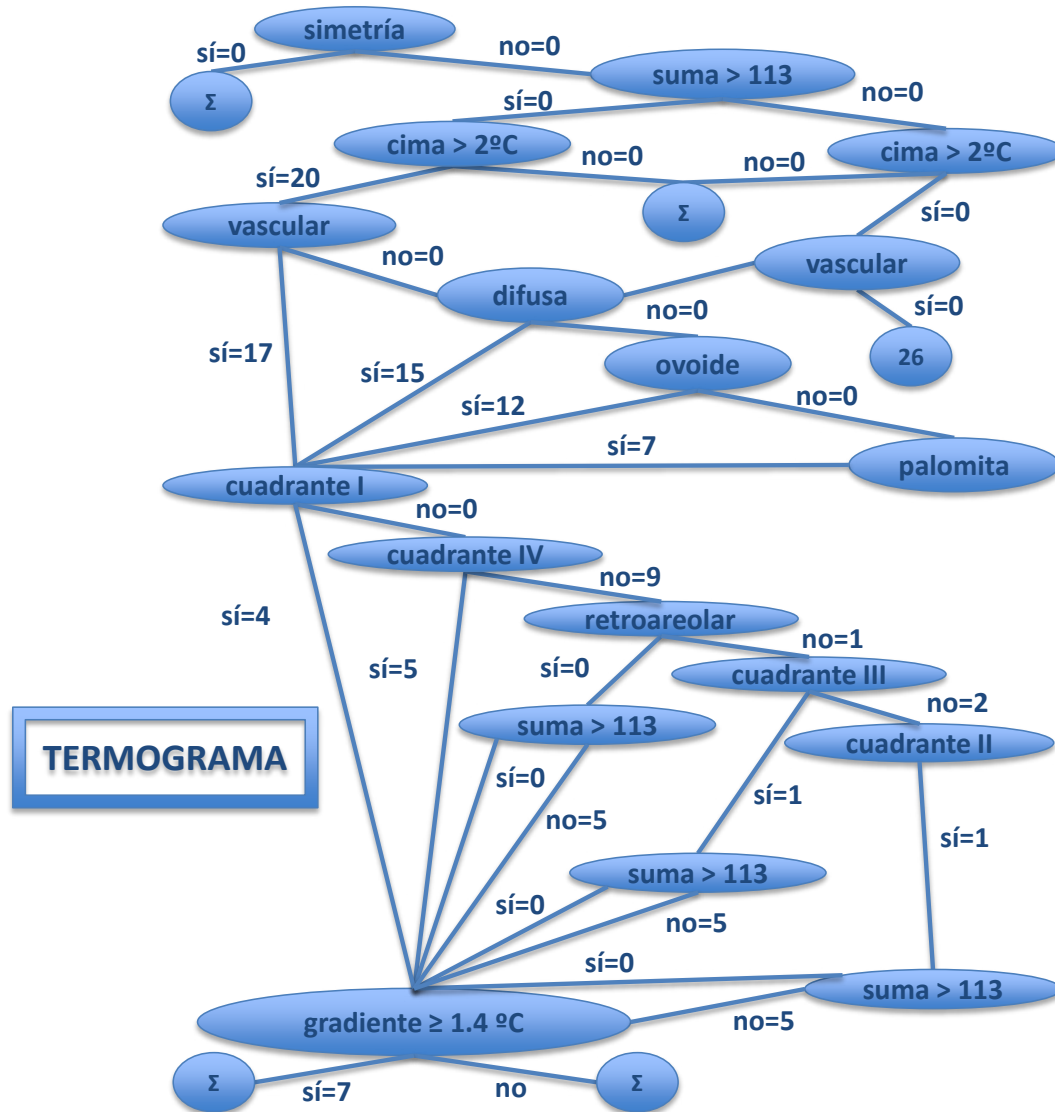 simetría
sí=0
no=0
suma > 113
Σ
sí=0
no=0
cima > 2ºC
no=0
no=0
cima > 2ºC
sí=20
Σ
sí=0
vascular
no=0
vascular
difusa
no=0
sí=0
sí=17
sí=15
ovoide
26
sí=12
no=0
sí=7
palomita
cuadrante I
no=0
cuadrante IV
no=9
sí=4
retroareolar
no=1
sí=5
sí=0
cuadrante III
no=2
suma > 113
cuadrante II
TERMOGRAMA
sí=0
sí=1
no=5
sí=1
suma > 113
sí=0
no=5
sí=0
suma > 113
gradiente ≥ 1.4 ºC
no=5
Σ
sí=7
no
Σ